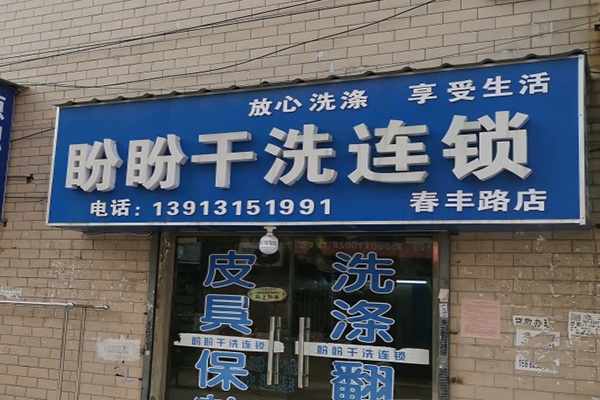 放心洗涤 享受生活
盼盼干洗连锁
电话：13913151991 春丰路店
皮具保
洗涤翻
盼盼干洗连锁
盼盼干洗连锁